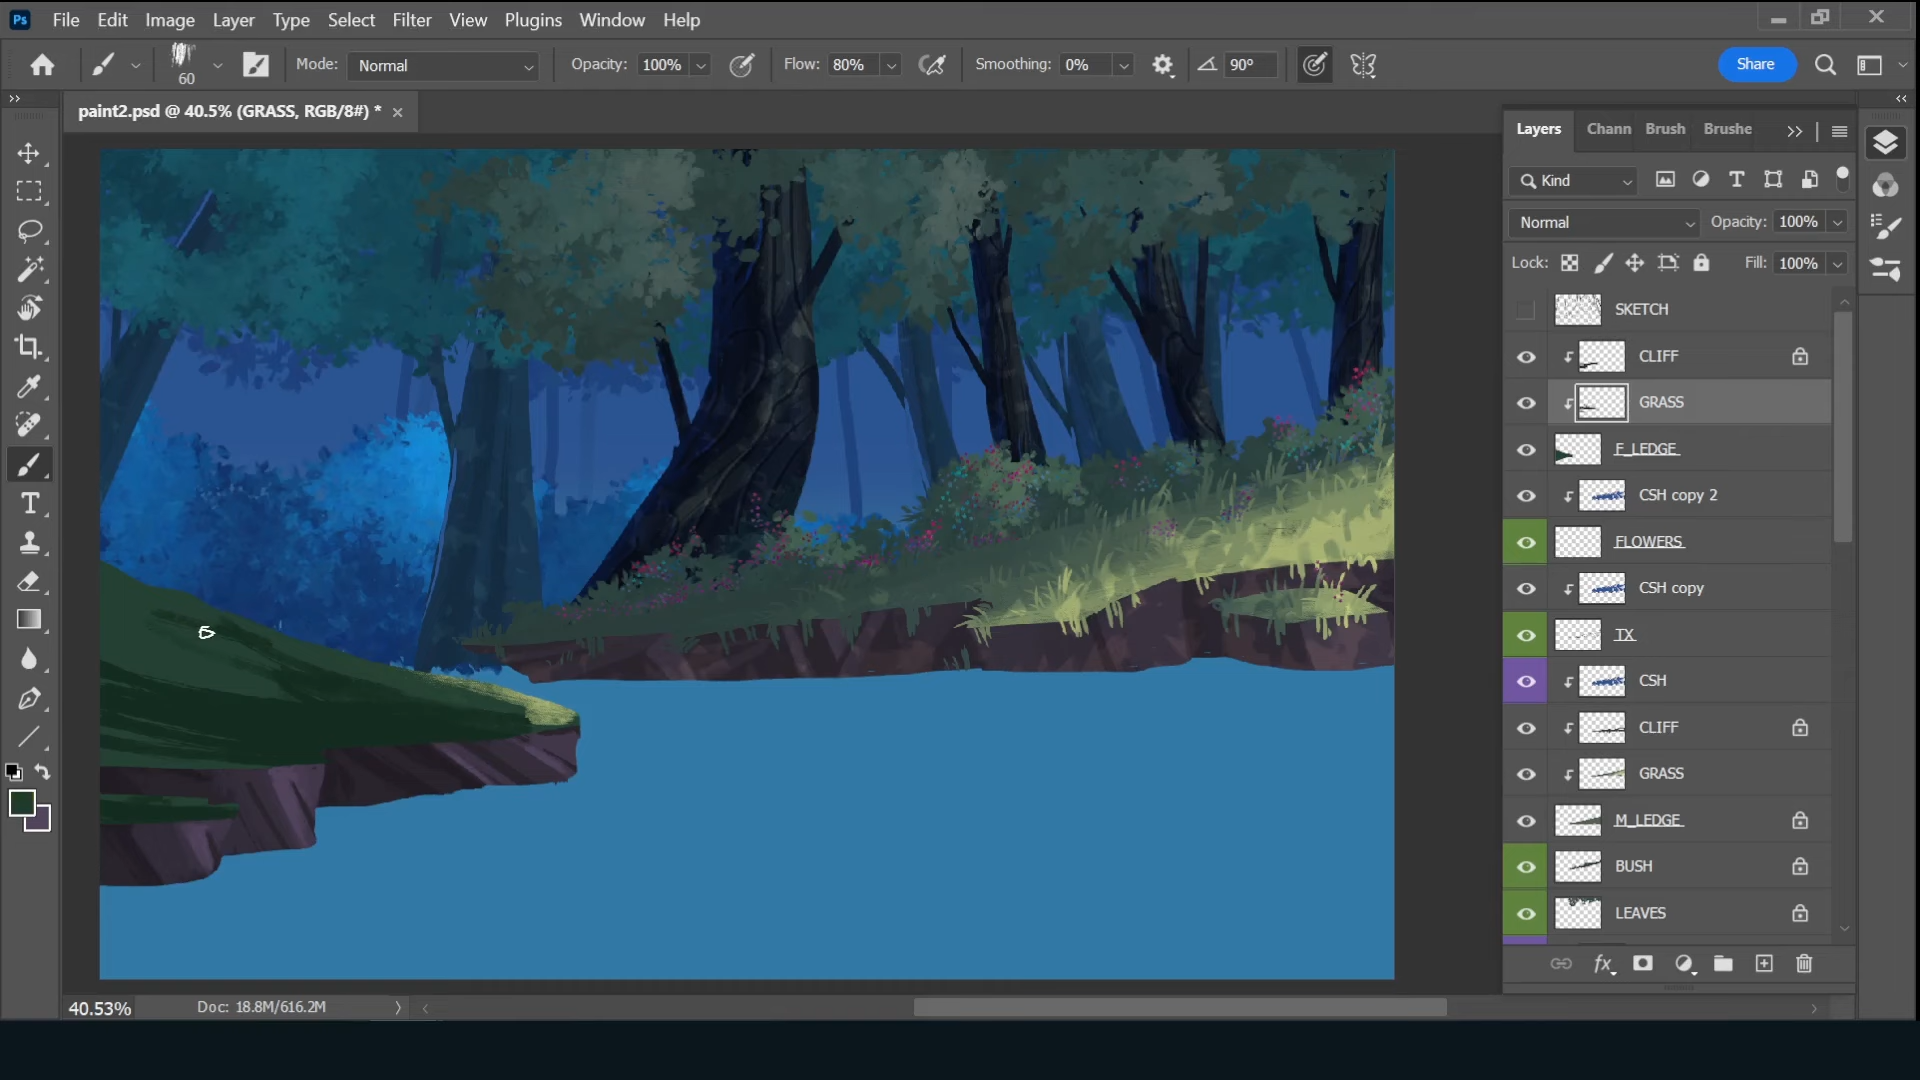 Ps File Edit Image Layer Type Select Filter View Plugins Window Help
60 Mode: Normal Opacity: 100% Flow: 80% Smoothing: 0% 90° Share
paint2.psd @ 40.5% (GRASS, RGB/8#) *
Layers Chann Brush Brushe
Kind
Normal Opacity: 100%
Lock: Fill: 100%
SKETCH
CLIFF
GRASS
F_LEDGE
CSH copy 2
FLOWERS
CSH copy
TX
CSH
CLIFF
GRASS
M_LEDGE
BUSH
LEAVES
fx
40.53% Doc: 18.8M/616.2M